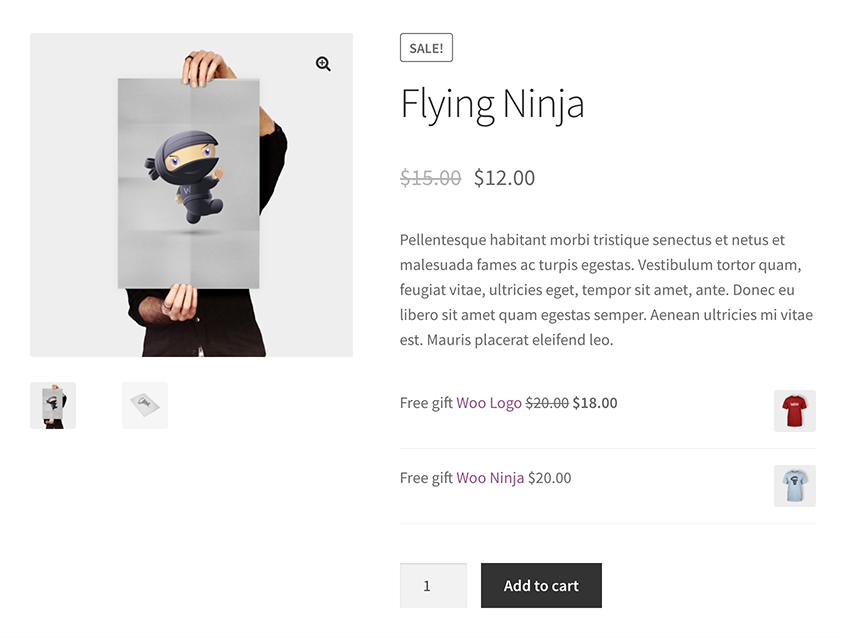 SALE!
Flying Ninja
$15.00 $12.00
Pellentesque habitant morbi tristique senectus et netus et
malesuada fames ac turpis egestas. Vestibulum tortor quam,
feugiat vitae, ultricies eget, tempor sit amet, ante. Donec eu
libero sit amet quam egestas semper. Aenean ultricies mi vitae
est. Mauris placerat eleifend leo.
Free gift Woo Logo $20.00 $18.00
Free gift Woo Ninja $20.00
1
Add to cart
W